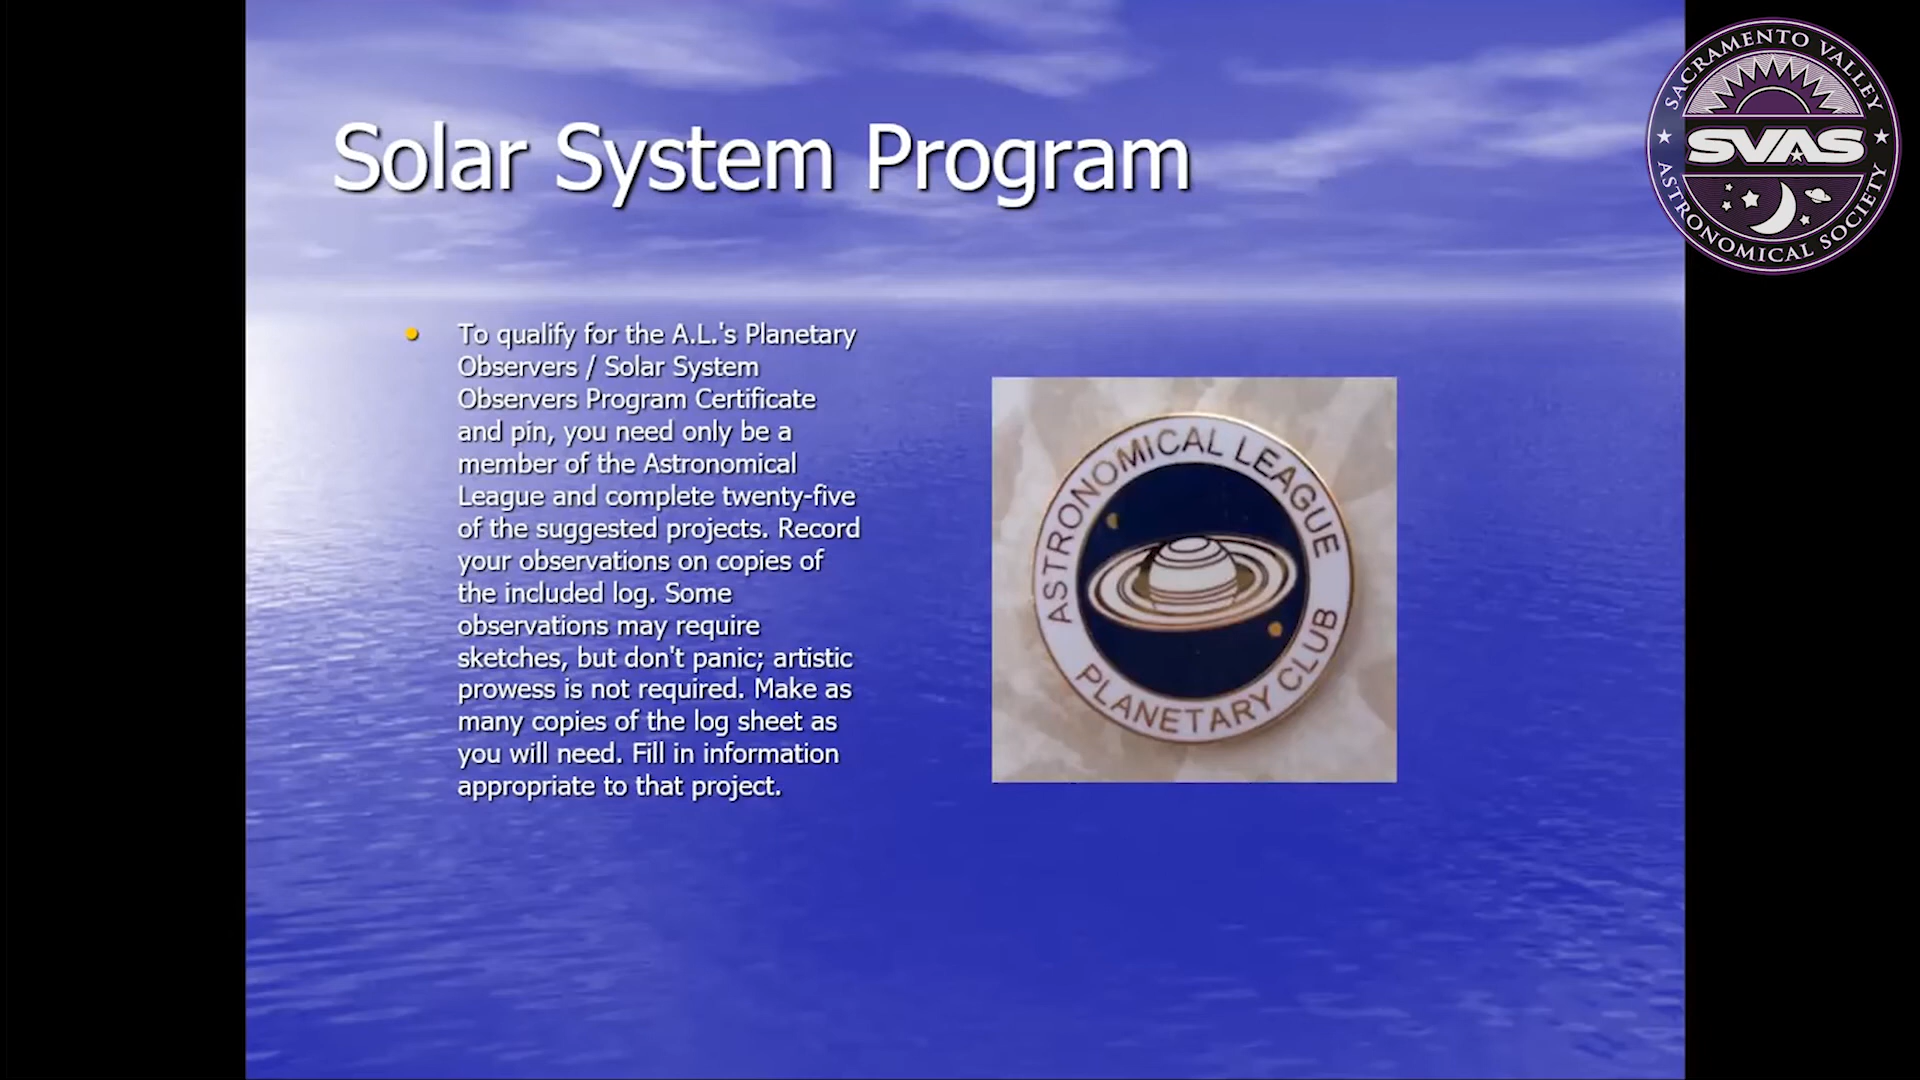 Solar System Program
SACRAMENTO VALLEY
SVAS
ASTRONOMICAL SOCIETY
To qualify for the A.L.'s Planetary
Observers / Solar System
Observers Program Certificate
and pin, you need only be a
member of the Astronomical
League and complete twenty-five
of the suggested projects. Record
your observations on copies of
the included log. Some
observations may require
sketches, but don't panic; artistic
prowess is not required. Make as
many copies of the log sheet as
you will need. Fill in information
appropriate to that project.
ASTRONOMICAL LEAGUE
PLANETARY CLUB